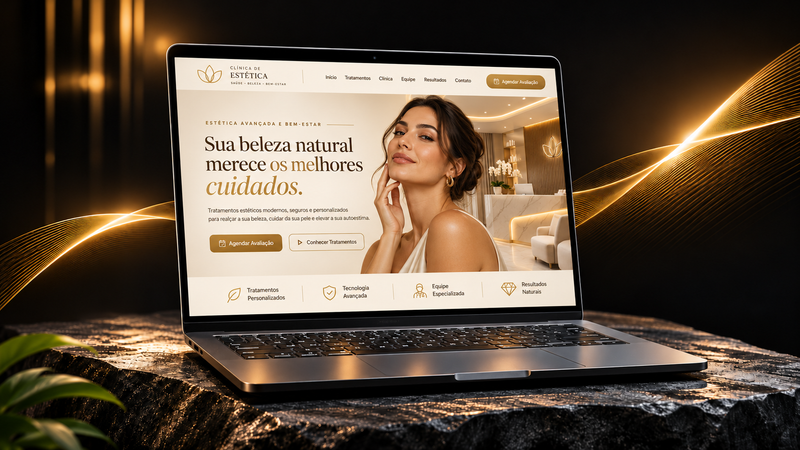 CLÍNICA DE
ESTÉTICA
SAÚDE • BELEZA • BEM-ESTAR
Início Tratamentos Clínica Equipe Resultados Contato
Agendar Avaliação
ESTÉTICA AVANÇADA E BEM-ESTAR
Sua beleza natural
merece os melhores
cuidados.
Tratamentos estéticos modernos, seguros e personalizados
para realçar a sua beleza, cuidar da sua pele e elevar a sua autoestima.
Agendar Avaliação
Conhecer Tratamentos
Tratamentos
Personalizados
Tecnologia
Avançada
Equipe
Especializada
Resultados
Naturais